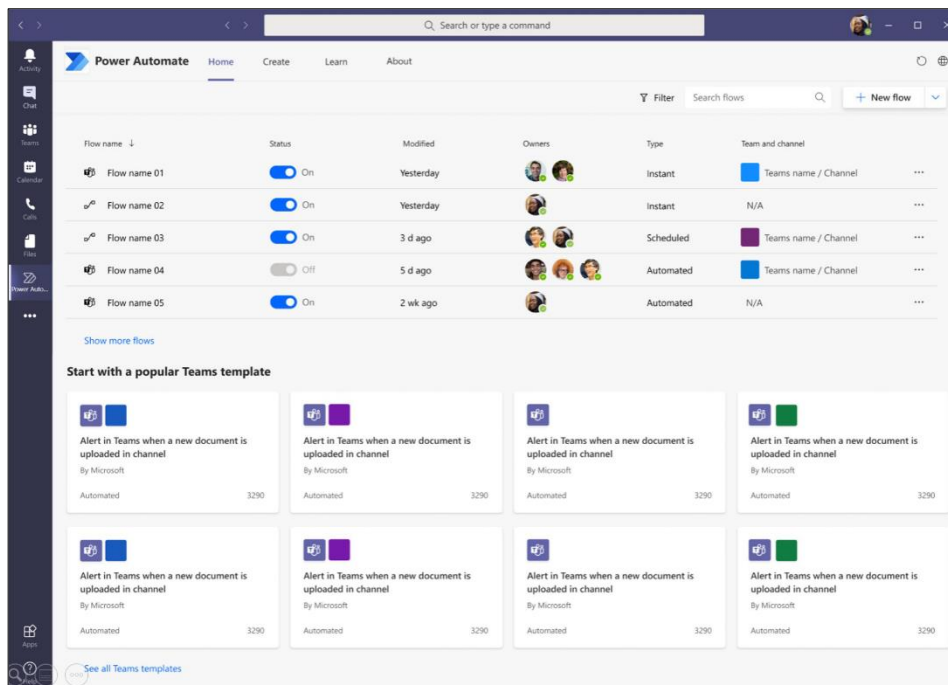 Search or type a command
Activity
Chat
Teams
Calendar
Calls
Files
Power Auto...
Apps
Help
Power Automate Home Create Learn About
Filter Search flows + New flow
Flow name ↓ Status Modified Owners Type Team and channel
Flow name 01 On Yesterday Instant Teams name / Channel
Flow name 02 On Yesterday Instant N/A
Flow name 03 On 3 d ago Scheduled Teams name / Channel
Flow name 04 Off 5 d ago Automated Teams name / Channel
Flow name 05 On 2 wk ago Automated N/A
Show more flows
Start with a popular Teams template
Alert in Teams when a new document is
uploaded in channel
By Microsoft
Automated 3290
Alert in Teams when a new document is
uploaded in channel
By Microsoft
Automated 3290
Alert in Teams when a new document is
uploaded in channel
By Microsoft
Automated 3290
Alert in Teams when a new document is
uploaded in channel
By Microsoft
Automated 3290
Alert in Teams when a new document is
uploaded in channel
By Microsoft
Automated 3290
Alert in Teams when a new document is
uploaded in channel
By Microsoft
Automated 3290
Alert in Teams when a new document is
uploaded in channel
By Microsoft
Automated 3290
Alert in Teams when a new document is
uploaded in channel
By Microsoft
Automated 3290
See all Teams templates